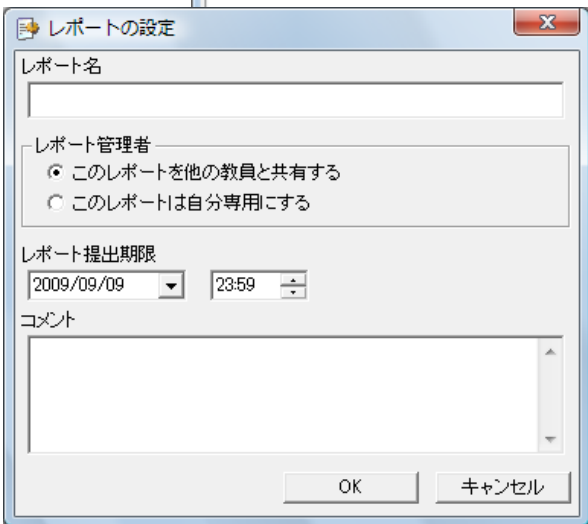 レポートの設定
レポート名
レポート管理者
このレポートを他の教員と共有する
このレポートは自分専用にする
レポート提出期限
2009/09/09 23:59
コメント
OK キャンセル